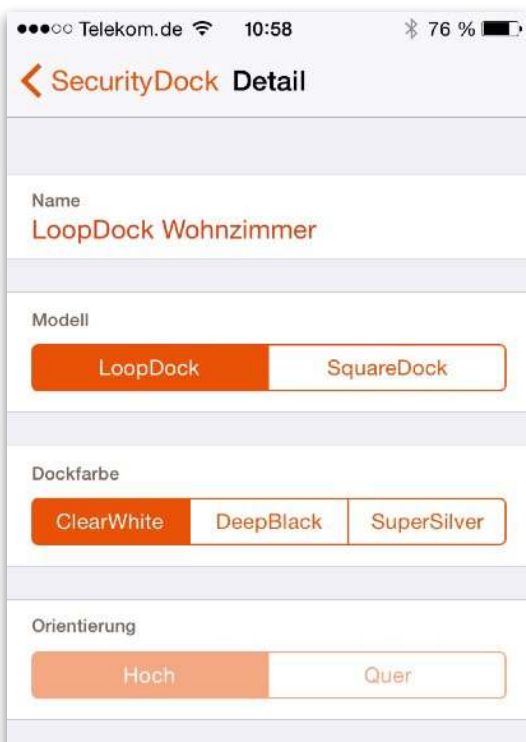 Telekom.de 10:58 76 %
SecurityDock Detail
Name
LoopDock Wohnzimmer
Modell
LoopDock SquareDock
Dockfarbe
ClearWhite DeepBlack SuperSilver
Orientierung
Hoch Quer